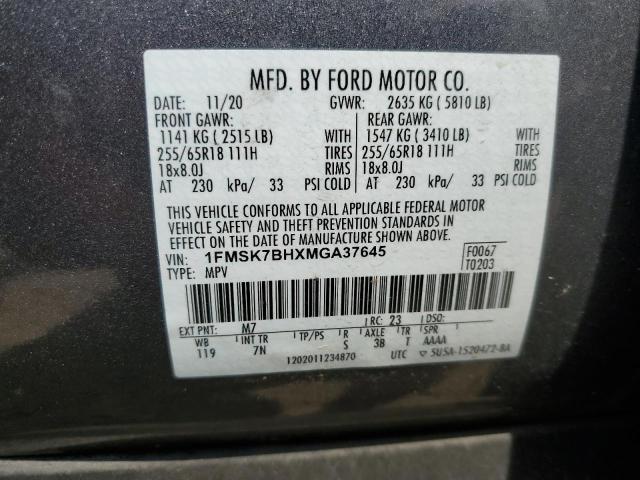 MFD. BY FORD MOTOR CO.
DATE: 11/20 GVWR: 2635 KG ( 5810 LB)
FRONT GAWR: REAR GAWR:
1141 KG ( 2515 LB) WITH 1547 KG ( 3410 LB) WITH
255/65R18 111H TIRES 255/65R18 111H TIRES
18x8.0J RIMS 18x8.0J RIMS
AT 230 kPa/ 33 PSI COLD AT 230 kPa/ 33 PSI COLD
THIS VEHICLE CONFORMS TO ALL APPLICABLE FEDERAL MOTOR
VEHICLE SAFETY AND THEFT PREVENTION STANDARDS IN
EFFECT ON THE DATE OF MANUFACTURE SHOWN ABOVE.
VIN: 1FMSK7BHXMGA37645 F0067
TYPE: MPV T0203
EXT PNT: M7 RC: 23 DSO:
WB INT TR TP/PS R AXLE TR SPR
119 7N S 3B T AAAA
1202011234870 UTC 5USA-1520472-BA